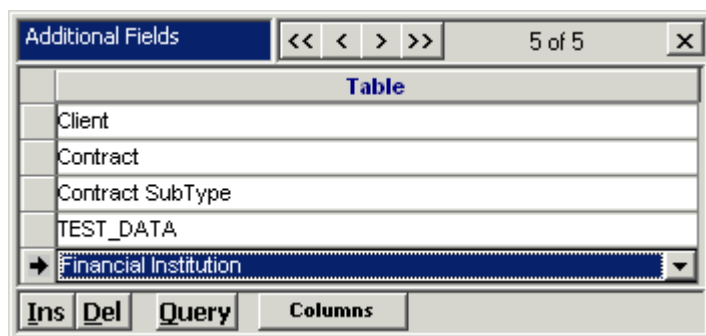 Additional Fields << < > >> 5 of 5 X
Table
Client
Contract
Contract SubType
TEST_DATA
Financial Institution
Ins Del Query Columns